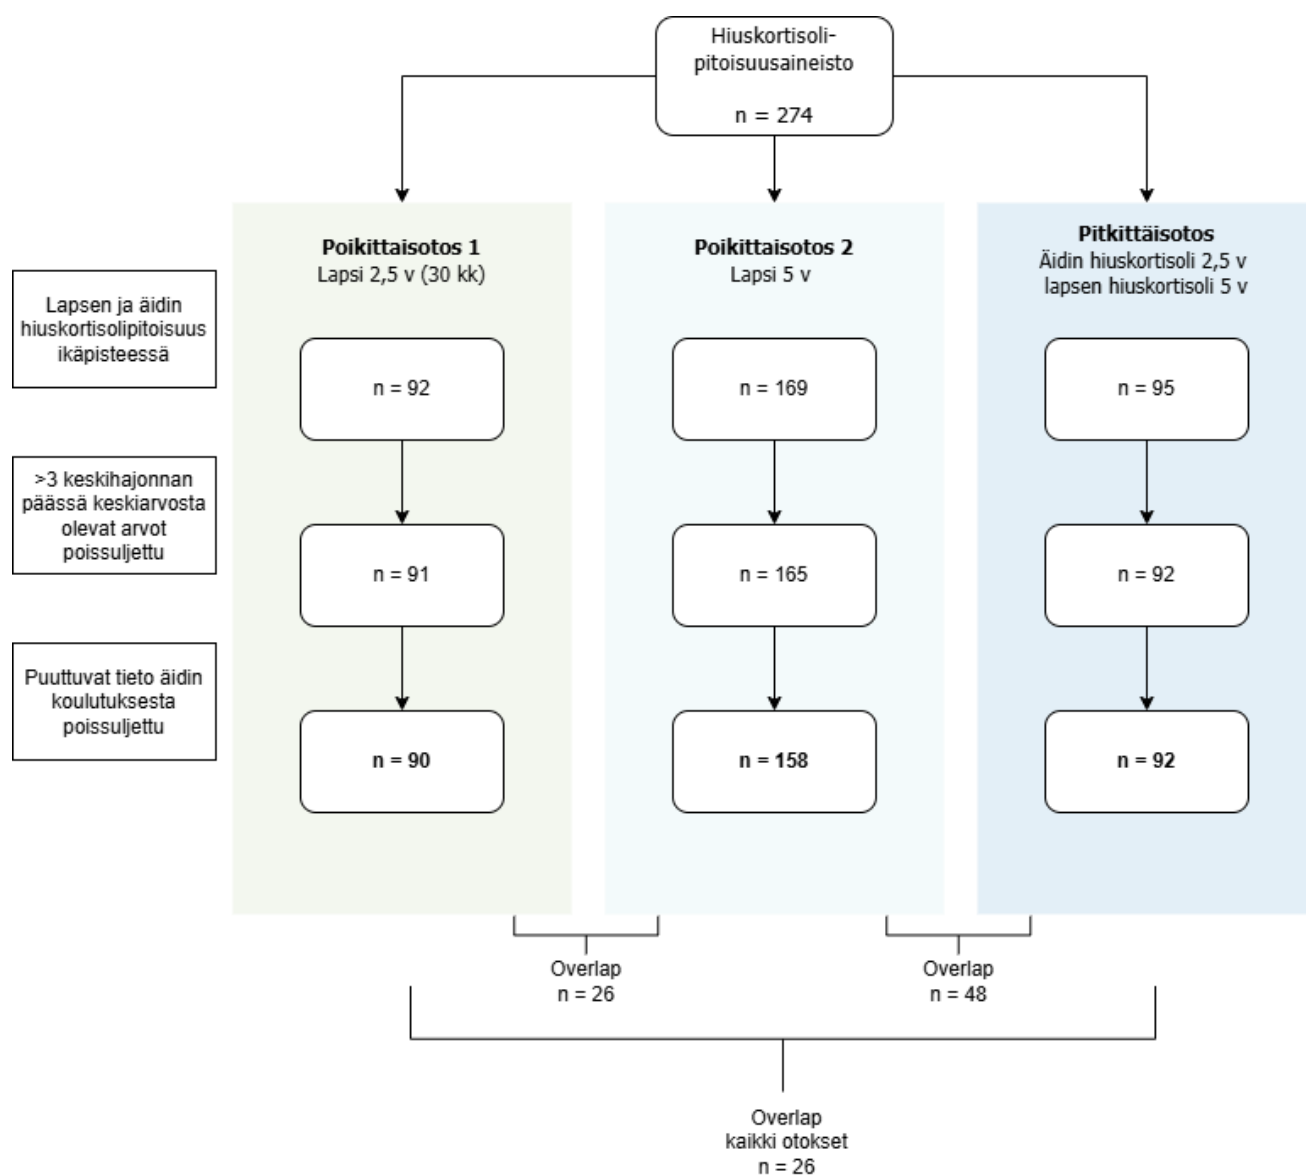 Hiuskortisoli-
pitoisuusaineisto
n = 274
Poikittaisotos 1
Lapsi 2,5 v (30 kk)
Poikittaisotos 2
Lapsi 5 v
Pitkittäisotos
Äidin hiuskortisoli 2,5 v
lapsen hiuskortisoli 5 v
Lapsen ja äidin
hiuskortisolipitoisuus
ikäpisteessä
n = 92
n = 169
n = 95
>3 keskihajonnan
päässä keskiarvosta
olevat arvot
poissuljettu
n = 91
n = 165
n = 92
Puuttuvat tieto äidin
koulutuksesta
poissuljettu
n = 90
n = 158
n = 92
Overlap
n = 26
Overlap
n = 48
Overlap
kaikki otokset
n = 26